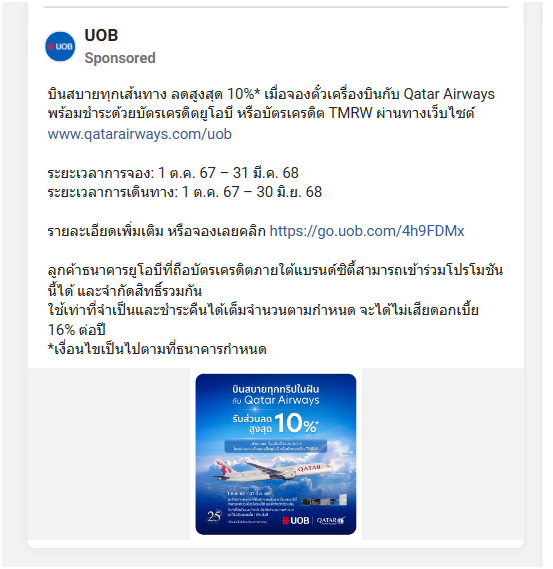 UOB
UOB
Sponsored
บินสบายทุกเส้นทาง ลดสูงสุด 10%* เมื่อจองตั๋วเครื่องบินกับ Qatar Airways
พร้อมชำระด้วยบัตรเครดิตยูโอบี หรือบัตรเครดิต TMRW ผ่านทางเว็บไซต์
www.qatarairways.com/uob
ระยะเวลาการจอง: 1 ต.ค. 67 – 31 มี.ค. 68
ระยะเวลาการเดินทาง: 1 ต.ค. 67 – 30 มิ.ย. 68
รายละเอียดเพิ่มเติม หรือจองเลยคลิก https://go.uob.com/4h9FDMx
ลูกค้าธนาคารยูโอบีที่ถือบัตรเครดิตภายใต้แบรนด์ซิตี้สามารถเข้าร่วมโปรโมชัน
นี้ได้ และจำกัดสิทธิ์รวมกัน
ใช้เท่าที่จำเป็นและชำระคืนได้เต็มจำนวนตามกำหนด จะได้ไม่เสียดอกเบี้ย
16% ต่อปี
*เงื่อนไขเป็นไปตามที่ธนาคารกำหนด
บินสบายทุกทริปในฝัน
กับ Qatar Airways
รับส่วนลด
สูงสุด 10%*
QATAR
1 ต.ค. 67 – 31 มี.ค. 68
25
UOB
QATAR